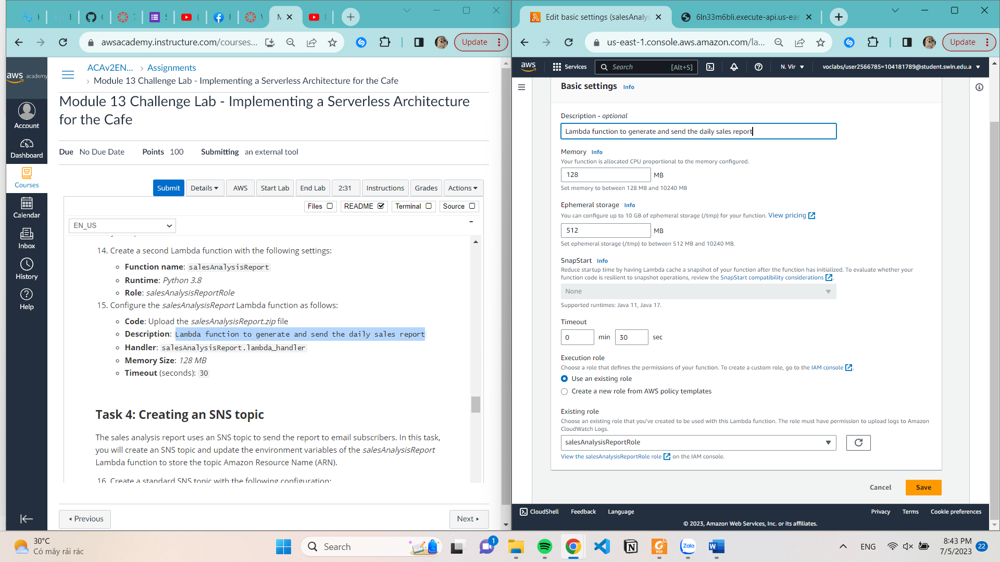 awsacademy.instructure.com/courses...
Update
aws academy
Account
Dashboard
Courses
Calendar
Inbox
History
Help
ACAv2EN... > Assignments
> Module 13 Challenge Lab - Implementing a Serverless Architecture for the Cafe
Module 13 Challenge Lab - Implementing a Serverless Architecture
for the Cafe
Due No Due Date Points 100 Submitting an external tool
Submit Details AWS Start Lab End Lab 2:31 Instructions Grades Actions
Files README Terminal Source
EN_US
14. Create a second Lambda function with the following settings:
Function name: salesAnalysisReport
Runtime: Python 3.8
Role: salesAnalysisReportRole
15. Configure the salesAnalysisReport Lambda function as follows:
Code: Upload the salesAnalysisReport.zip file
Description: Lambda function to generate and send the daily sales report
Handler: salesAnalysisReport.lambda_handler
Memory Size: 128 MB
Timeout (seconds): 30
Task 4: Creating an SNS topic
The sales analysis report uses an SNS topic to send the report to email subscribers. In this task,
you will create an SNS topic and update the environment variables of the salesAnalysisReport
Lambda function to store the topic Amazon Resource Name (ARN).
16. Create a standard SNS topic with the following configuration:
Previous
Next
Edit basic settings (salesAnalys
6ln33m6bli.execute-api.us-eas
us-east-1.console.aws.amazon.com/la...
Update
aws Services Search [Alt+S] N. Vir voclabs/user2566785=104181789@student.swin.edu.a
Basic settings Info
Description - optional
Lambda function to generate and send the daily sales report
Memory Info
Your function is allocated CPU proportional to the memory configured.
128 MB
Set memory to between 128 MB and 10240 MB
Ephemeral storage Info
You can configure up to 10 GB of ephemeral storage (/tmp) for your function. View pricing
512 MB
Set ephemeral storage (/tmp) to between 512 MB and 10240 MB.
SnapStart Info
Reduce startup time by having Lambda cache a snapshot of your function after the function has initialized. To evaluate whether your
function code is resilient to snapshot operations, review the SnapStart compatibility considerations.
None
Supported runtimes: Java 11, Java 17.
Timeout
0 min 30 sec
Execution role
Choose a role that defines the permissions of your function. To create a custom role, go to the IAM console.
Use an existing role
Create a new role from AWS policy templates
Existing role
Choose an existing role that you've created to be used with this Lambda function. The role must have permission to upload logs to Amazon
CloudWatch Logs.
salesAnalysisReportRole
View the salesAnalysisReportRole role on the IAM console.
Cancel Save
CloudShell Feedback Language Privacy Terms Cookie preferences
© 2023, Amazon Web Services, Inc. or its affiliates.
30°C
Có mây rải rác
Search
1
Zalo
ENG
8:43 PM
7/5/2023
22